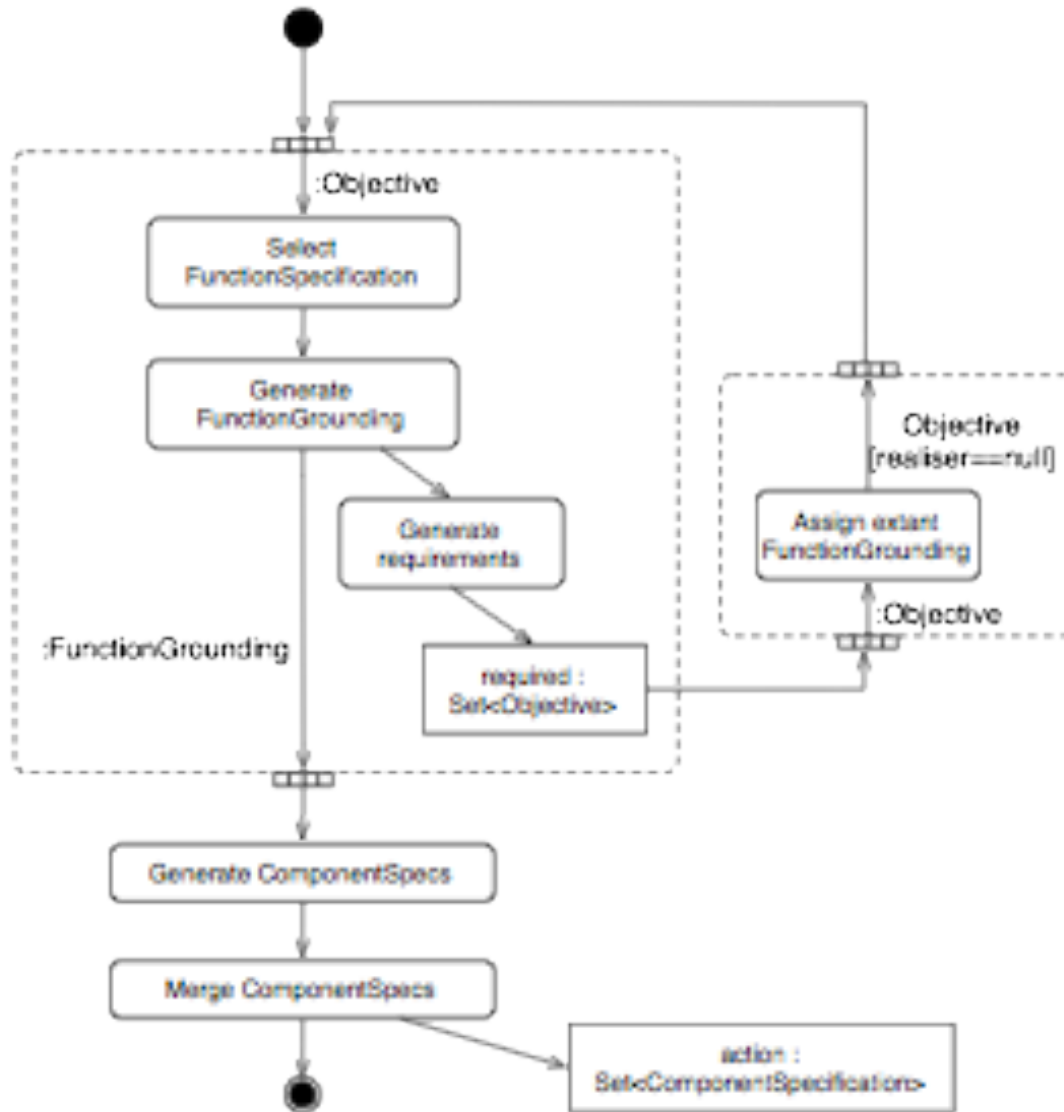 :Objective
Select
FunctionSpecification
Generate
FunctionGrounding
Generate
requirements
:FunctionGrounding
required :
Set<Objective>
Objective
[realiser==null]
Assign extant
FunctionGrounding
:Objective
Generate ComponentSpecs
Merge ComponentSpecs
action :
Set<ComponentSpecification>